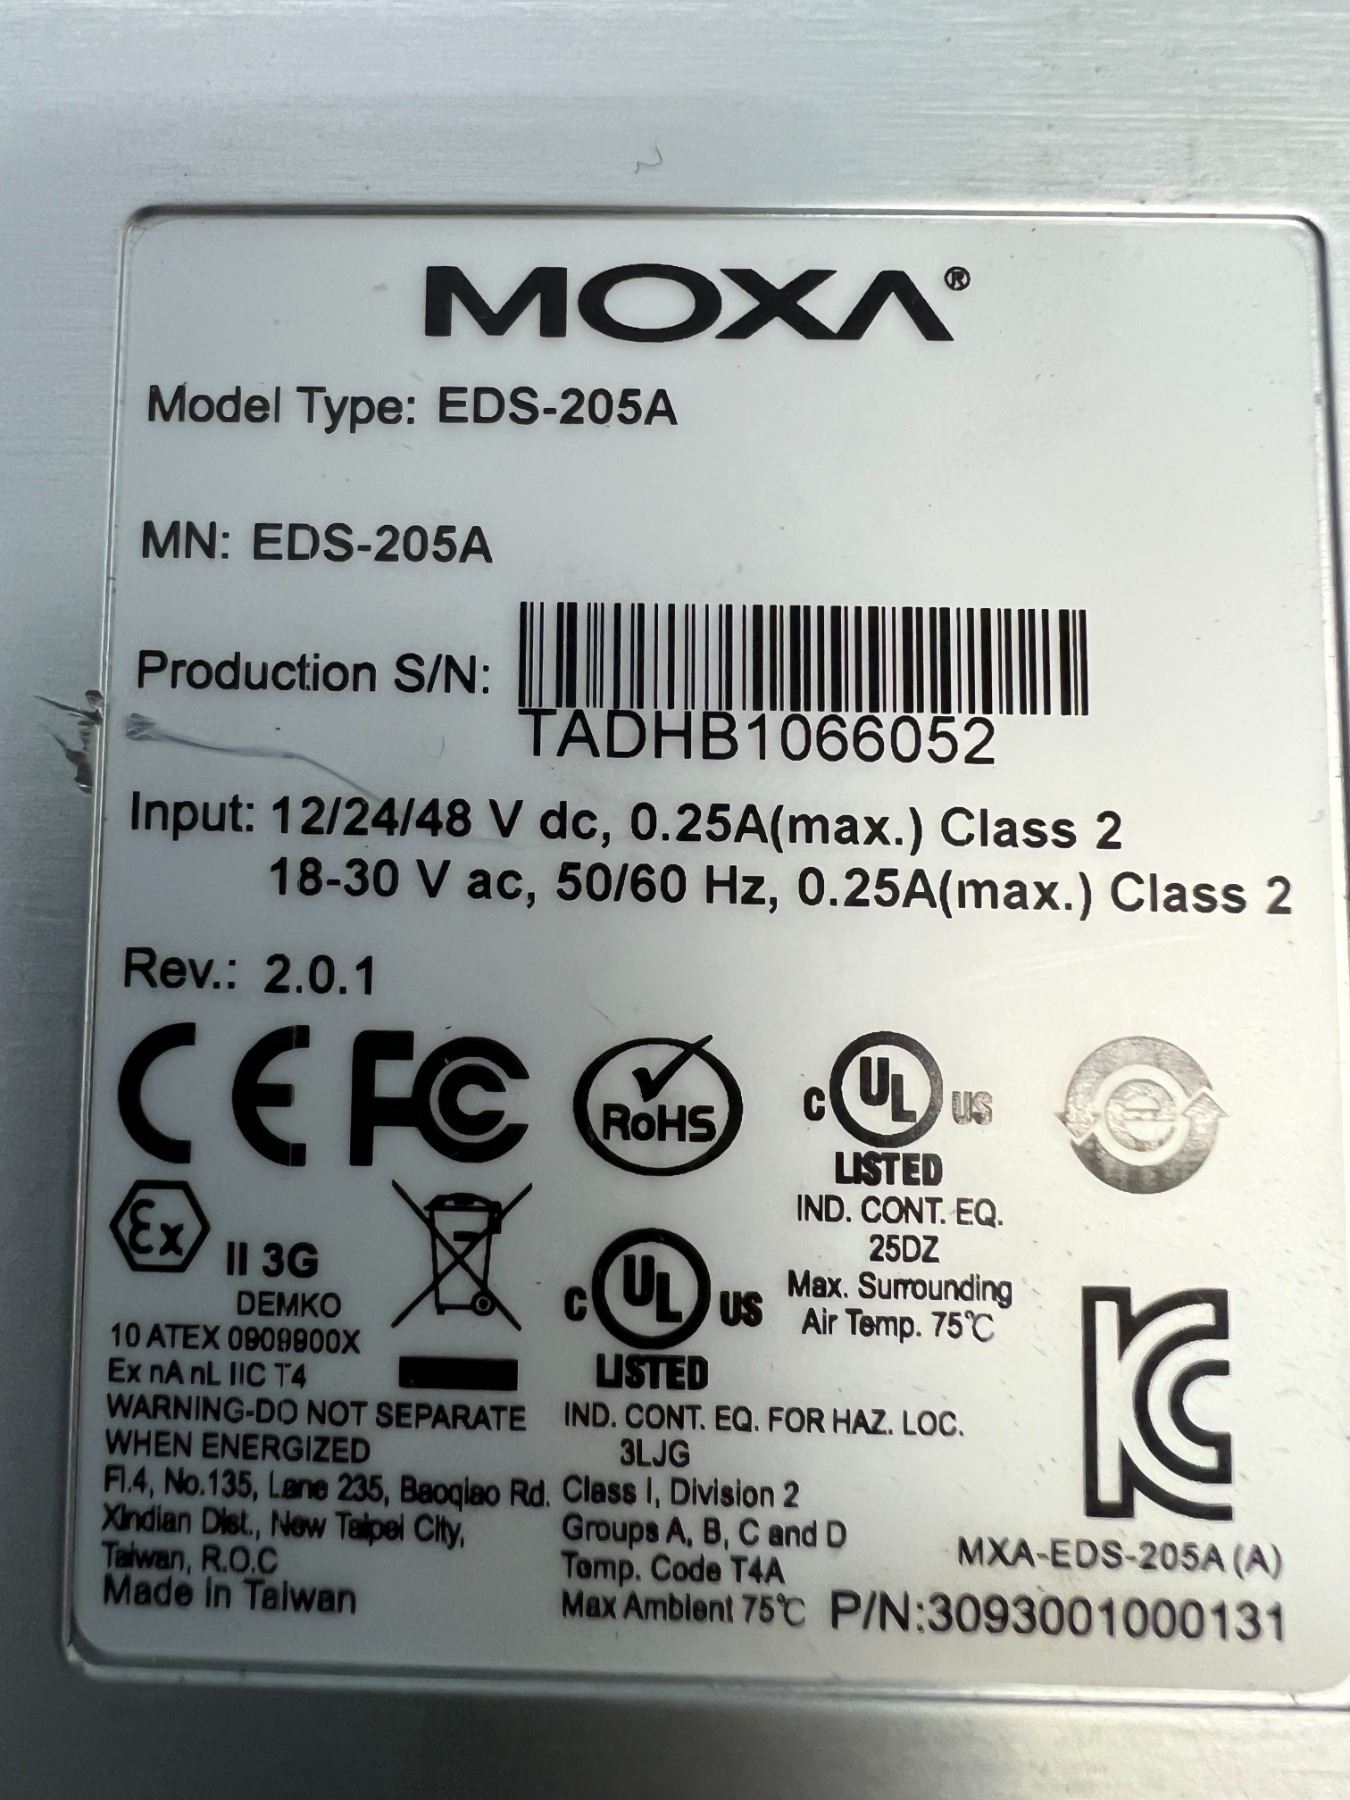 MOXA®
Model Type: EDS-205A
MN: EDS-205A
Production S/N:
TADHB1066052
Input: 12/24/48 V dc, 0.25A(max.) Class 2
18-30 V ac, 50/60 Hz, 0.25A(max.) Class 2
Rev.: 2.0.1
CE FC RoHS C UL US e
LISTED
IND. CONT. EQ.
25DZ
Max. Surrounding
Air Temp. 75℃
Ex II 3G
DEMKO
10 ATEX 0909900X
Ex nA nL IIC T4
WARNING-DO NOT SEPARATE
WHEN ENERGIZED
Fl.4, No.135, Lane 235, Baoqiao Rd.
Xindian Dist., New Taipei City,
Taiwan, R.O.C
Made in Taiwan
C UL US
LISTED
IND. CONT. EQ. FOR HAZ. LOC.
3LJG
Class I, Division 2
Groups A, B, C and D
Temp. Code T4A
Max Ambient 75℃
KC
MXA-EDS-205A (A)
P/N:3093001000131